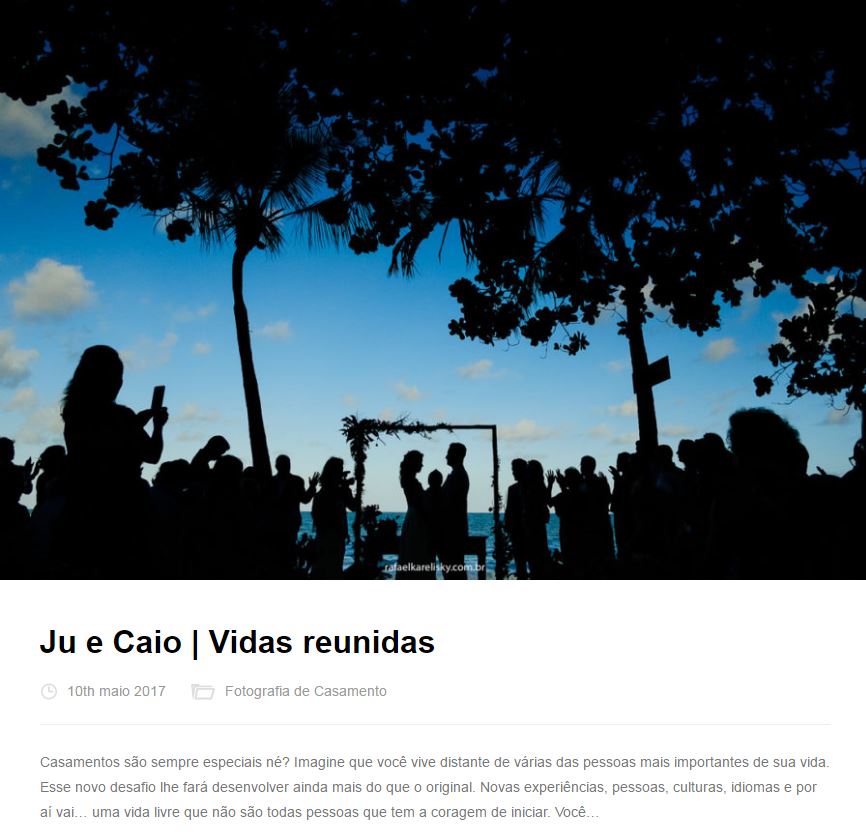 rafaelkarelisky.com.br
Ju e Caio | Vidas reunidas
10th maio 2017 Fotografia de Casamento
Casamentos são sempre especiais né? Imagine que você vive distante de várias das pessoas mais importantes de sua vida.
Esse novo desafio lhe fará desenvolver ainda mais do que o original. Novas experiências, pessoas, culturas, idiomas e por
aí vai… uma vida livre que não são todas pessoas que tem a coragem de iniciar. Você…